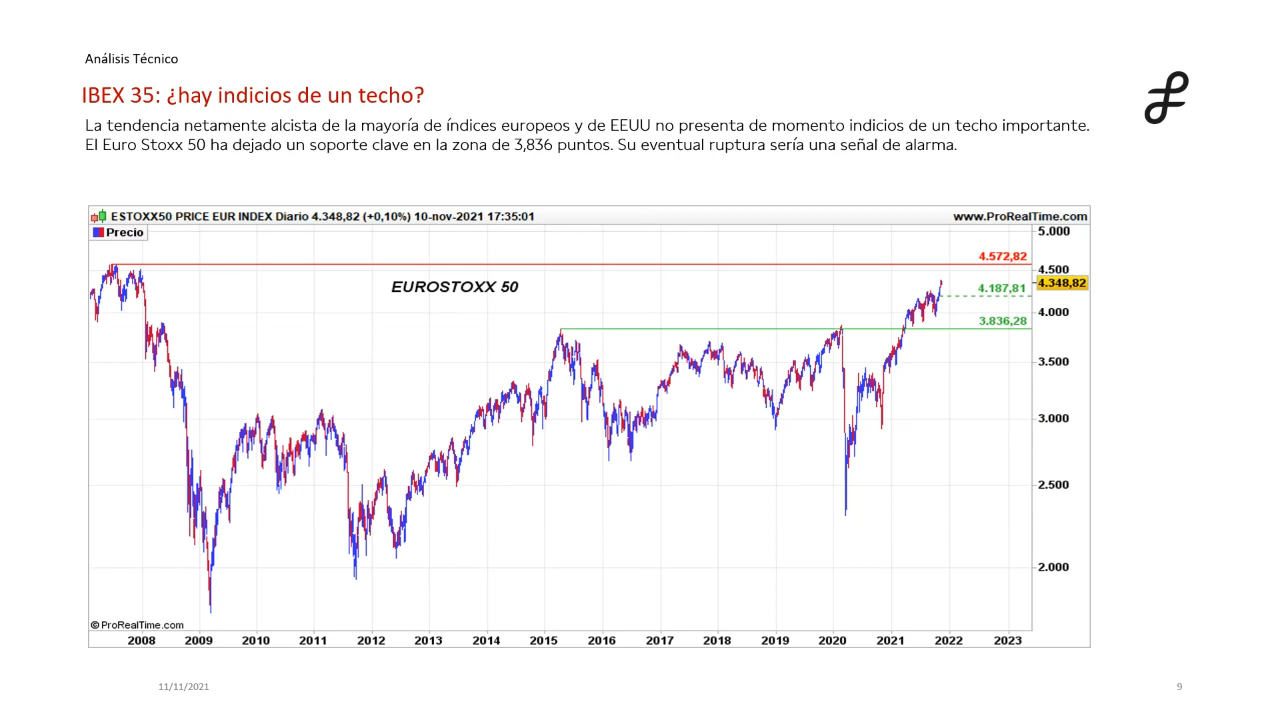 Análisis Técnico
IBEX 35: ¿hay indicios de un techo?
La tendencia netamente alcista de la mayoría de índices europeos y de EEUU no presenta de momento indicios de un techo importante.
El Euro Stoxx 50 ha dejado un soporte clave en la zona de 3,836 puntos. Su eventual ruptura sería una señal de alarma.
ESTOXX50 PRICE EUR INDEX Diario 4.348,82 (+0,10%) 10-nov-2021 17:35:01 www.ProRealTime.com
Precio
5.000
4.572,82
4.500
EUROSTOXX 50
4.348,82
4.187,81
4.000
3.836,28
3.500
3.000
2.500
2.000
© ProRealTime.com
2008 2009 2010 2011 2012 2013 2014 2015 2016 2017 2018 2019 2020 2021 2022 2023
11/11/2021 9